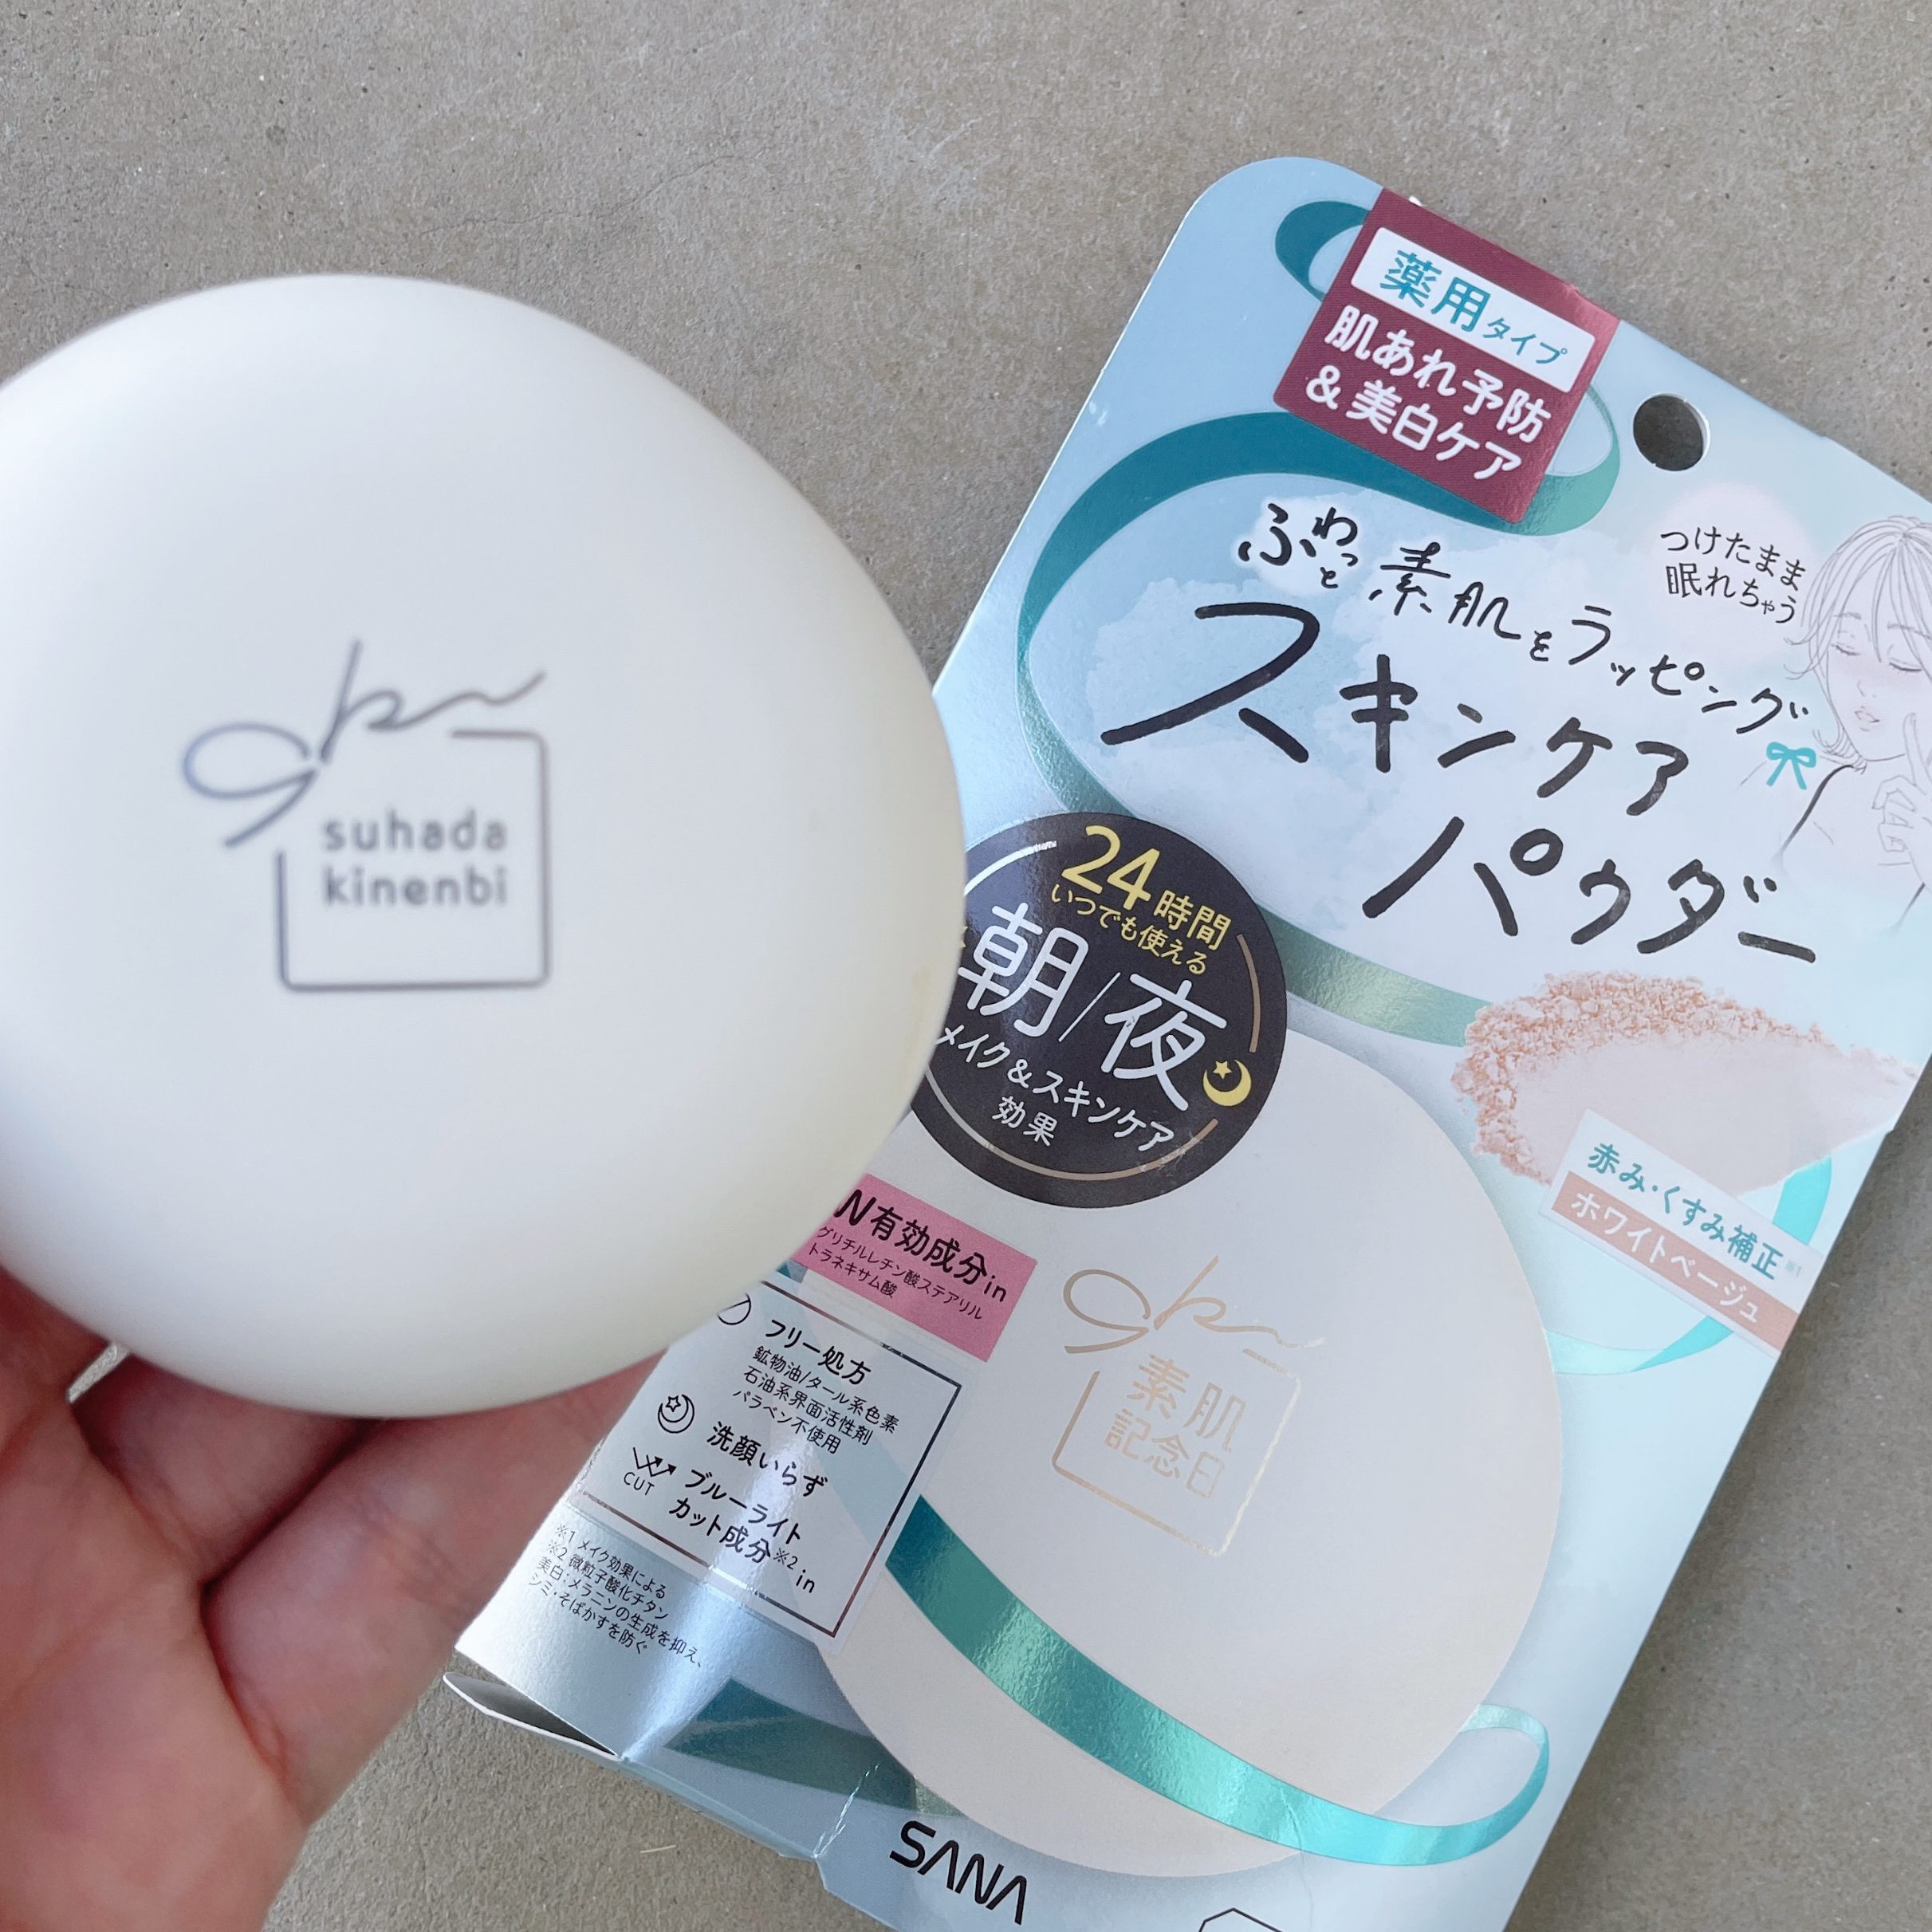 suhada
kinenbi
薬用タイプ
肌あれ予防
&美白ケア
つけたまま
眠れちゃう
ふわっと素肌をラッピング
スキンケア
パウダー
24時間
いつでも使える
朝/夜
メイク&スキンケア
効果
赤み・くすみ補正※1
ホワイトベージュ
有効成分in
グリチルレチン酸ステアリル
トラネキサム酸
フリー処方
鉱物油/タール系色素
石油系界面活性剤
パラベン不使用
洗顔いらず
CUT
ブルーライト
カット成分※2in
※1 メイク効果による
※2 微粒子酸化チタン
美白:メラニンの生成を抑え、
シミ・そばかすを防ぐ
素肌
記念日
SANA